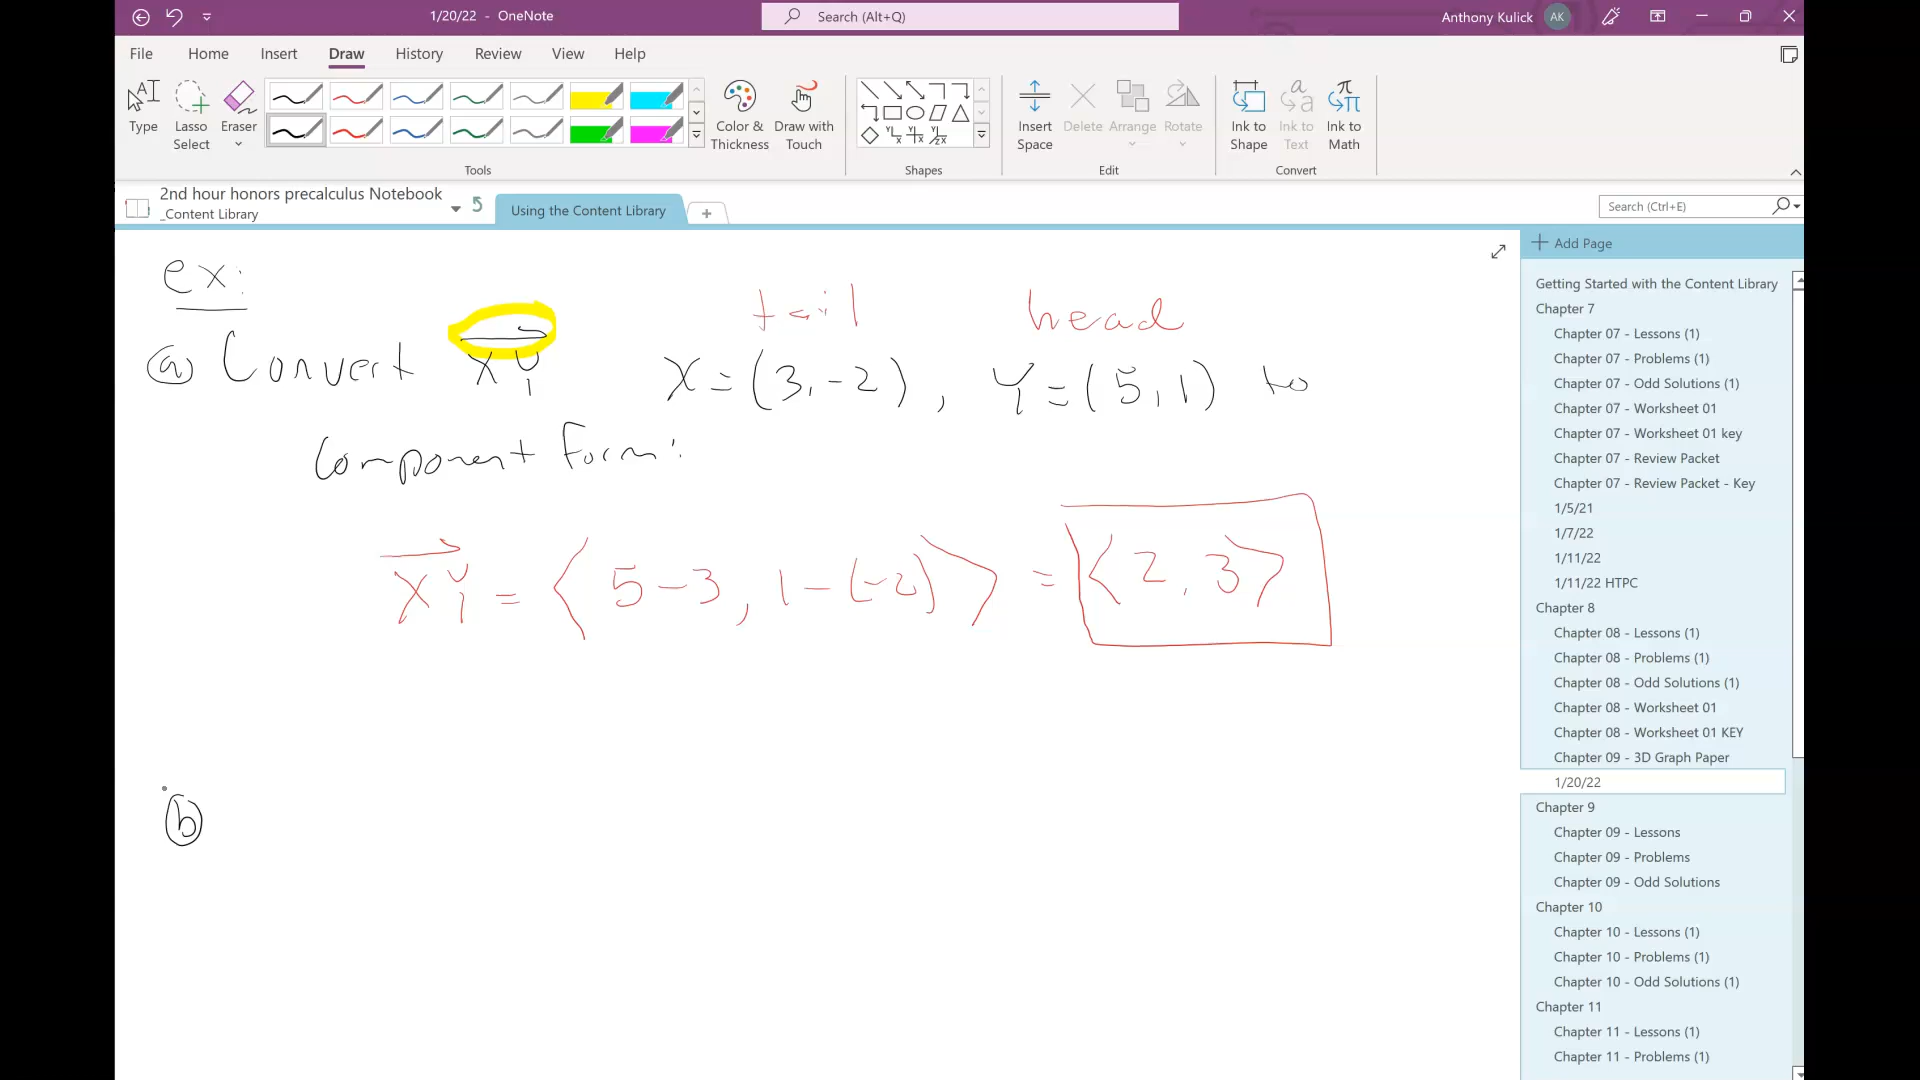 1/20/22 - OneNote
Search (Alt+Q)
Anthony Kulick
AK
File Home Insert Draw History Review View Help
Type
Lasso Select
Eraser
Color & Thickness
Draw with Touch
Insert Space
Delete
Arrange
Rotate
Ink to Shape
Ink to Text
Ink to Math
Tools
Shapes
Edit
Convert
2nd hour honors precalculus Notebook
_Content Library
Using the Content Library
Search (Ctrl+E)
ex:
tail head
(a) Convert XY X = (3, -2), Y = (5, 1) to
component form:
XY = ⟨5-3, 1-(-2)⟩ = ⟨2, 3⟩
(b)
Add Page
Getting Started with the Content Library
Chapter 7
Chapter 07 - Lessons (1)
Chapter 07 - Problems (1)
Chapter 07 - Odd Solutions (1)
Chapter 07 - Worksheet 01
Chapter 07 - Worksheet 01 key
Chapter 07 - Review Packet
Chapter 07 - Review Packet - Key
1/5/21
1/7/22
1/11/22
1/11/22 HTPC
Chapter 8
Chapter 08 - Lessons (1)
Chapter 08 - Problems (1)
Chapter 08 - Odd Solutions (1)
Chapter 08 - Worksheet 01
Chapter 08 - Worksheet 01 KEY
Chapter 09 - 3D Graph Paper
1/20/22
Chapter 9
Chapter 09 - Lessons
Chapter 09 - Problems
Chapter 09 - Odd Solutions
Chapter 10
Chapter 10 - Lessons (1)
Chapter 10 - Problems (1)
Chapter 10 - Odd Solutions (1)
Chapter 11
Chapter 11 - Lessons (1)
Chapter 11 - Problems (1)